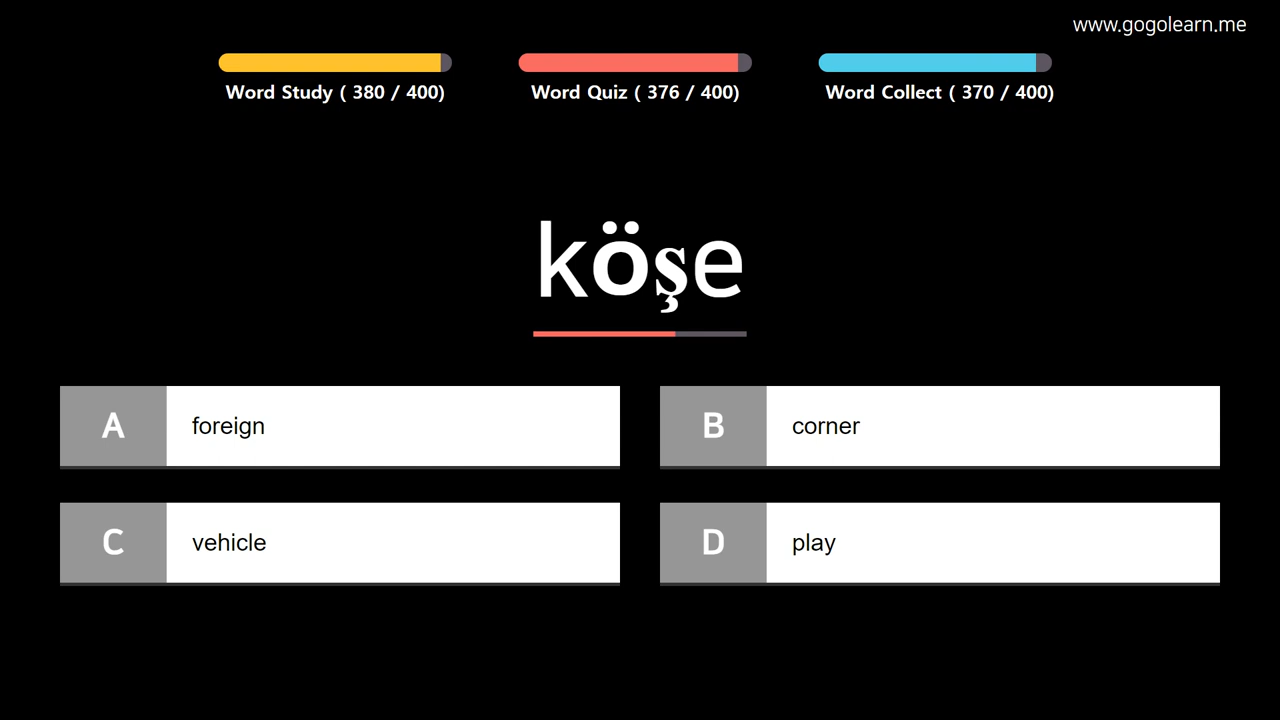 www.gogolearn.me
Word Study ( 380 / 400)
Word Quiz ( 376 / 400)
Word Collect ( 370 / 400)
köşe
A foreign
B corner
C vehicle
D play